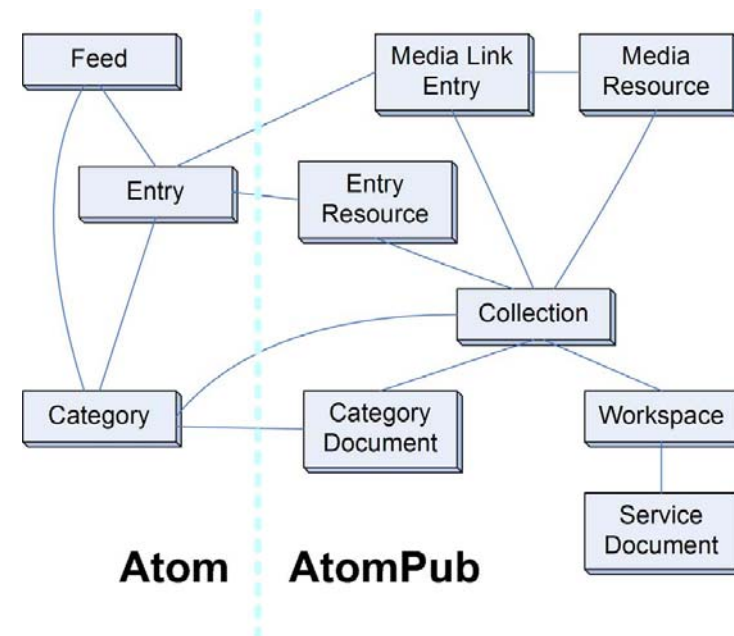 Feed
Media Link
Entry
Media
Resource
Entry
Entry
Resource
Collection
Category
Category
Document
Workspace
Service
Document
Atom
AtomPub